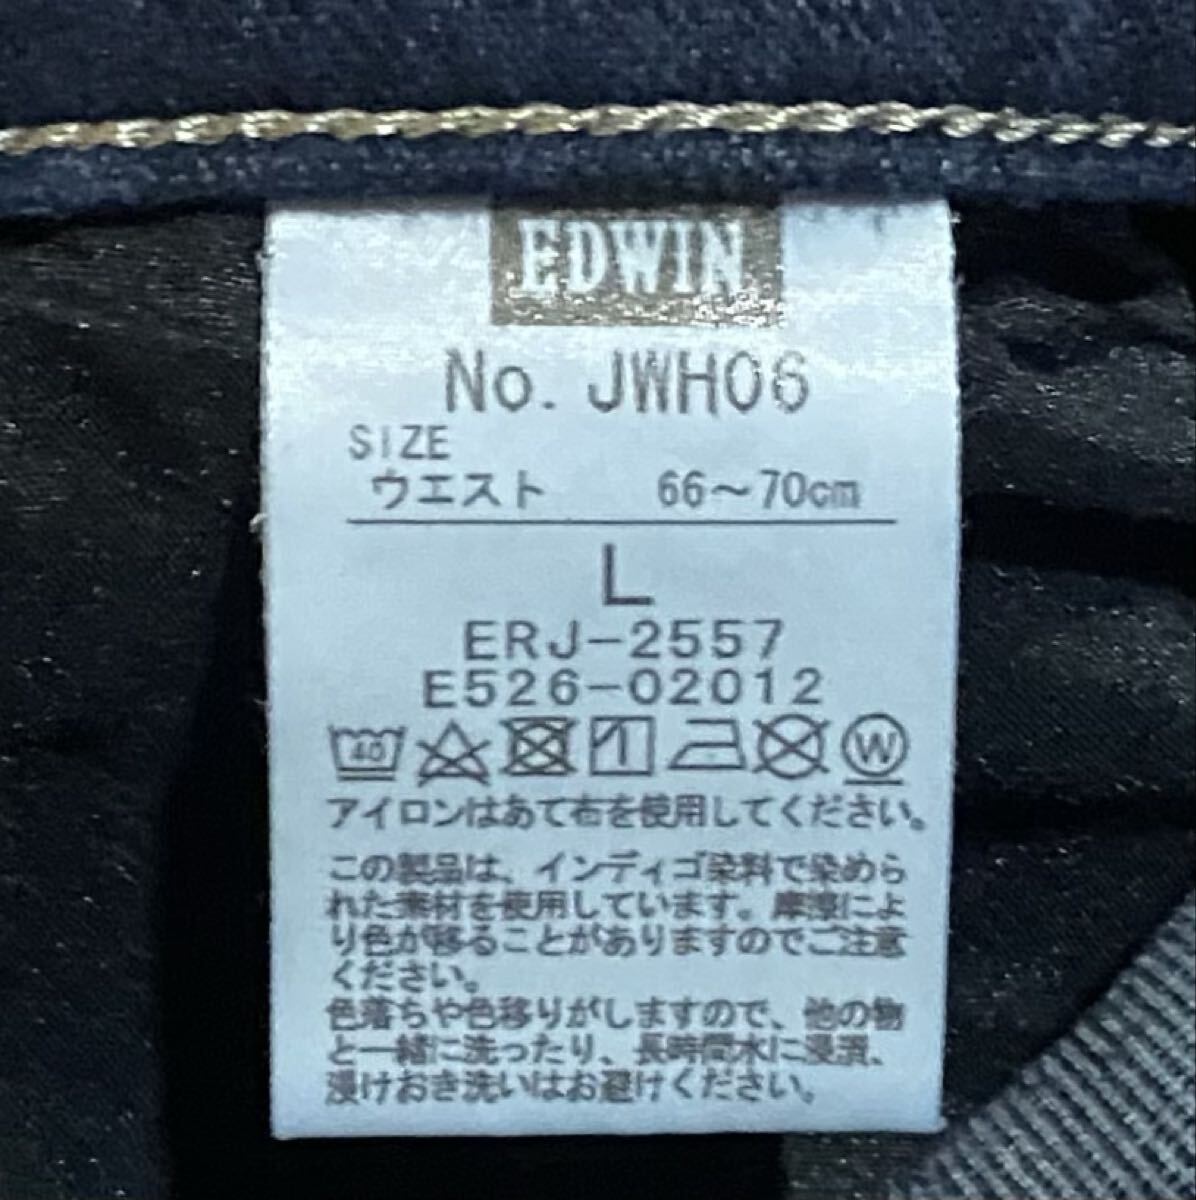 EDWIN
No. JWH06
SIZE
ウエスト 66～70cm
L
ERJ-2557
E526-02012
40 1 W
アイロンはあて布を使用してください。
この製品は、インディゴ染料で染めら
れた素材を使用しています。摩擦によ
り色が移ることがありますのでご注意
ください。
色落ちや色移りがしますので、他の物
と一緒に洗ったり、長時間水に浸漬、
浸けおき洗いはお避けください。